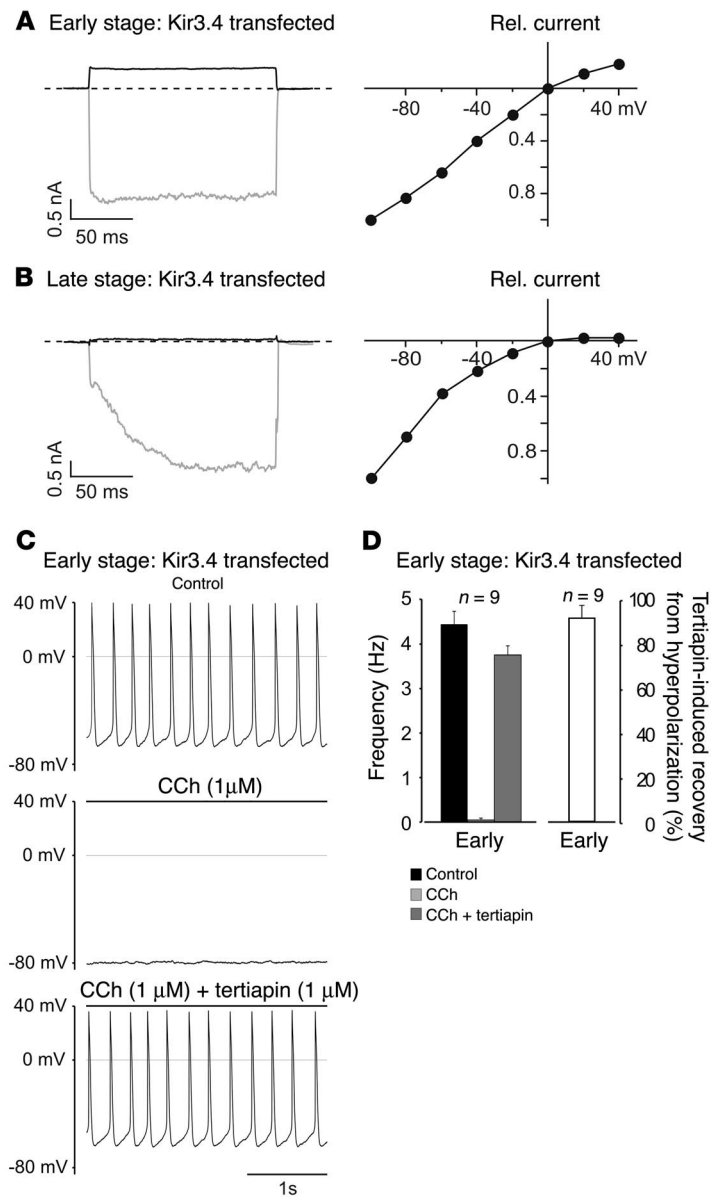 A Early stage: Kir3.4 transfected
Rel. current
-80 -40 40 mV
0.4
0.8
0.5 nA
50 ms
B Late stage: Kir3.4 transfected
Rel. current
-80 -40 40 mV
0.4
0.8
0.5 nA
50 ms
C
Early stage: Kir3.4 transfected
Control
40 mV
0 mV
-80 mV
CCh (1μM)
40 mV
0 mV
-80 mV
CCh (1 μM) + tertiapin (1 μM)
40 mV
0 mV
-80 mV
1s
D
Early stage: Kir3.4 transfected
n = 9
n = 9
Frequency (Hz)
5
4
3
2
1
0
Early
Early
100
80
60
40
20
0
Tertiapin-induced recovery
from hyperpolarization (%)
Control
CCh
CCh + tertiapin